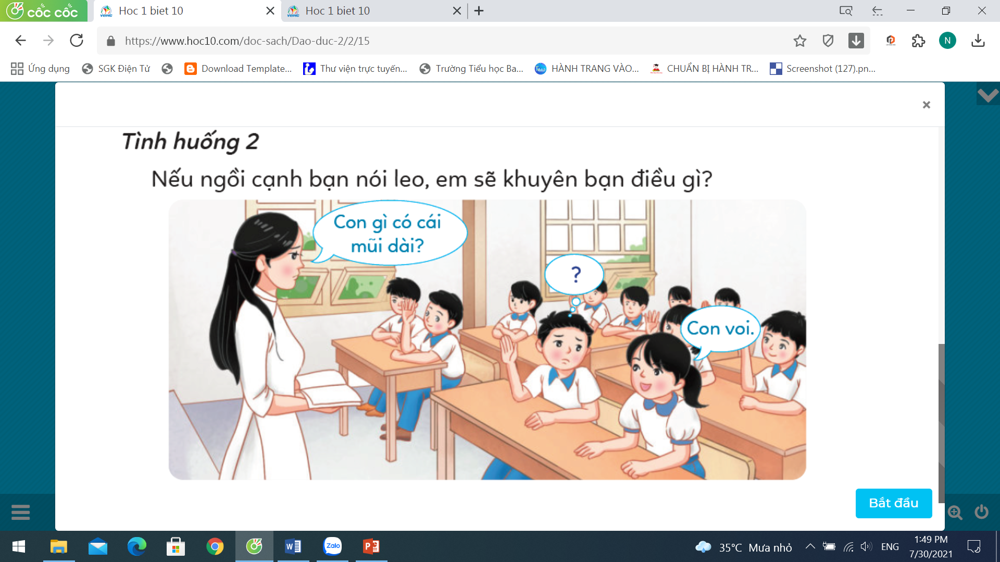 cốc cốc
Hoc 1 biet 10
Hoc 1 biet 10
https://www.hoc10.com/doc-sach/Dao-duc-2/2/15
N
Ứng dụng
SGK Điện Tử
Download Template...
Thư viện trực tuyến...
Trường Tiểu học Ba...
HÀNH TRANG VÀO...
CHUẨN BỊ HÀNH TR...
Screenshot (127).pn...
×
Tình huống 2
Nếu ngồi cạnh bạn nói leo, em sẽ khuyên bạn điều gì?
Con gì có cái
mũi dài?
?
Con voi.
Bắt đầu
Zalo
35°C Mưa nhỏ
ENG
1:49 PM
7/30/2021